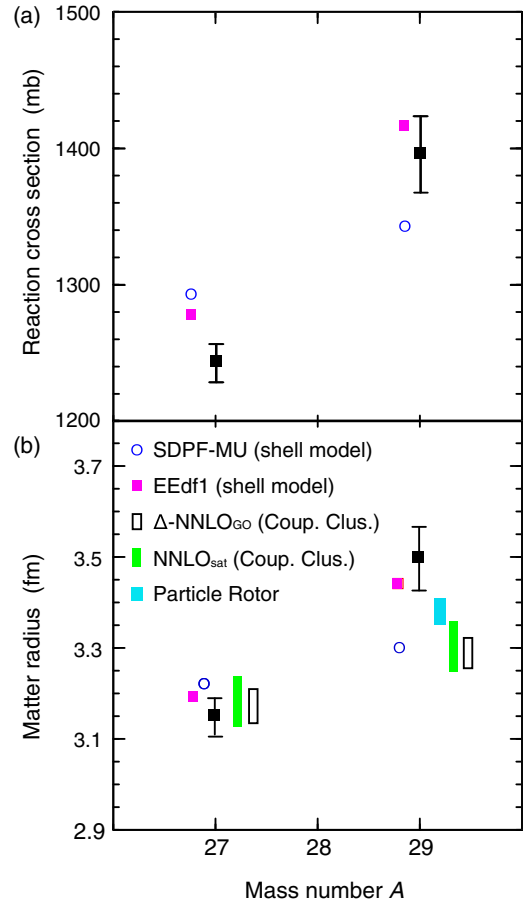 (a)
1500
1400
1300
1200
Reaction cross section (mb)
(b)
3.7
3.5
3.3
3.1
2.9
Matter radius (fm)
SDPF-MU (shell model)
EEdf1 (shell model)
Δ-NNLOGO (Coup. Clus.)
NNLOsat (Coup. Clus.)
Particle Rotor
27 28 29
Mass number A